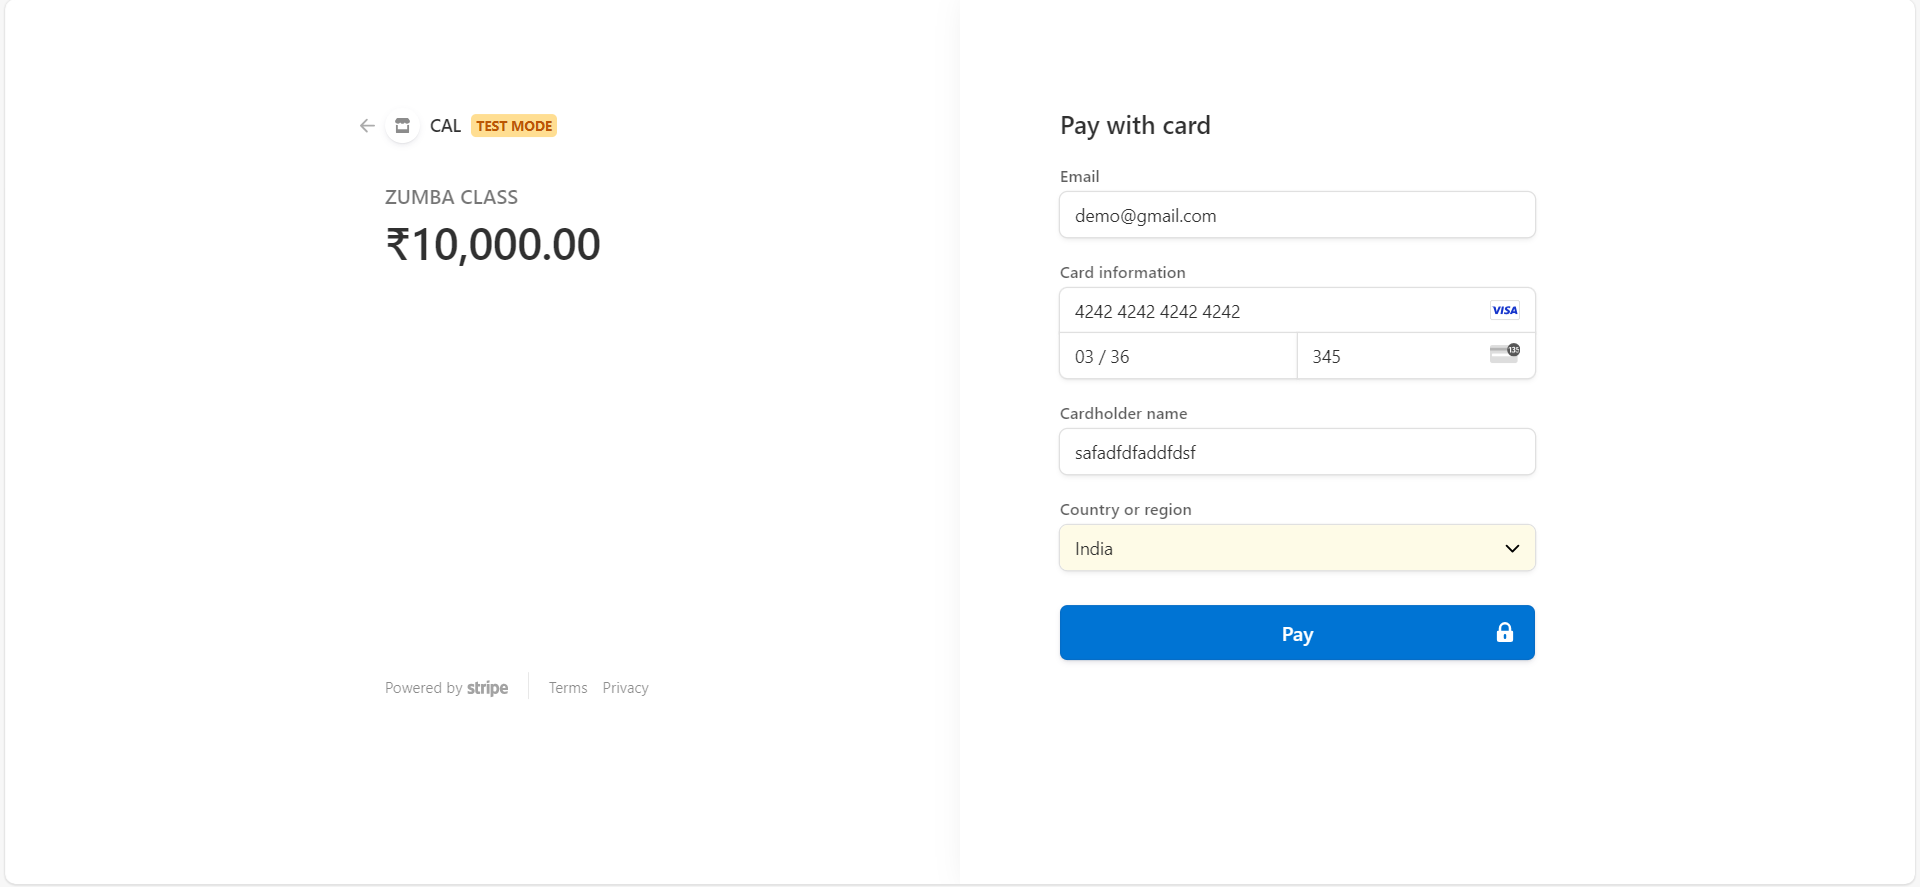 CAL TEST MODE
ZUMBA CLASS
₹10,000.00
Powered by stripe Terms Privacy
Pay with card
Email
demo@gmail.com
Card information
4242 4242 4242 4242 VISA
03 / 36 345 135
Cardholder name
safadfdfaddfdsf
Country or region
India
Pay